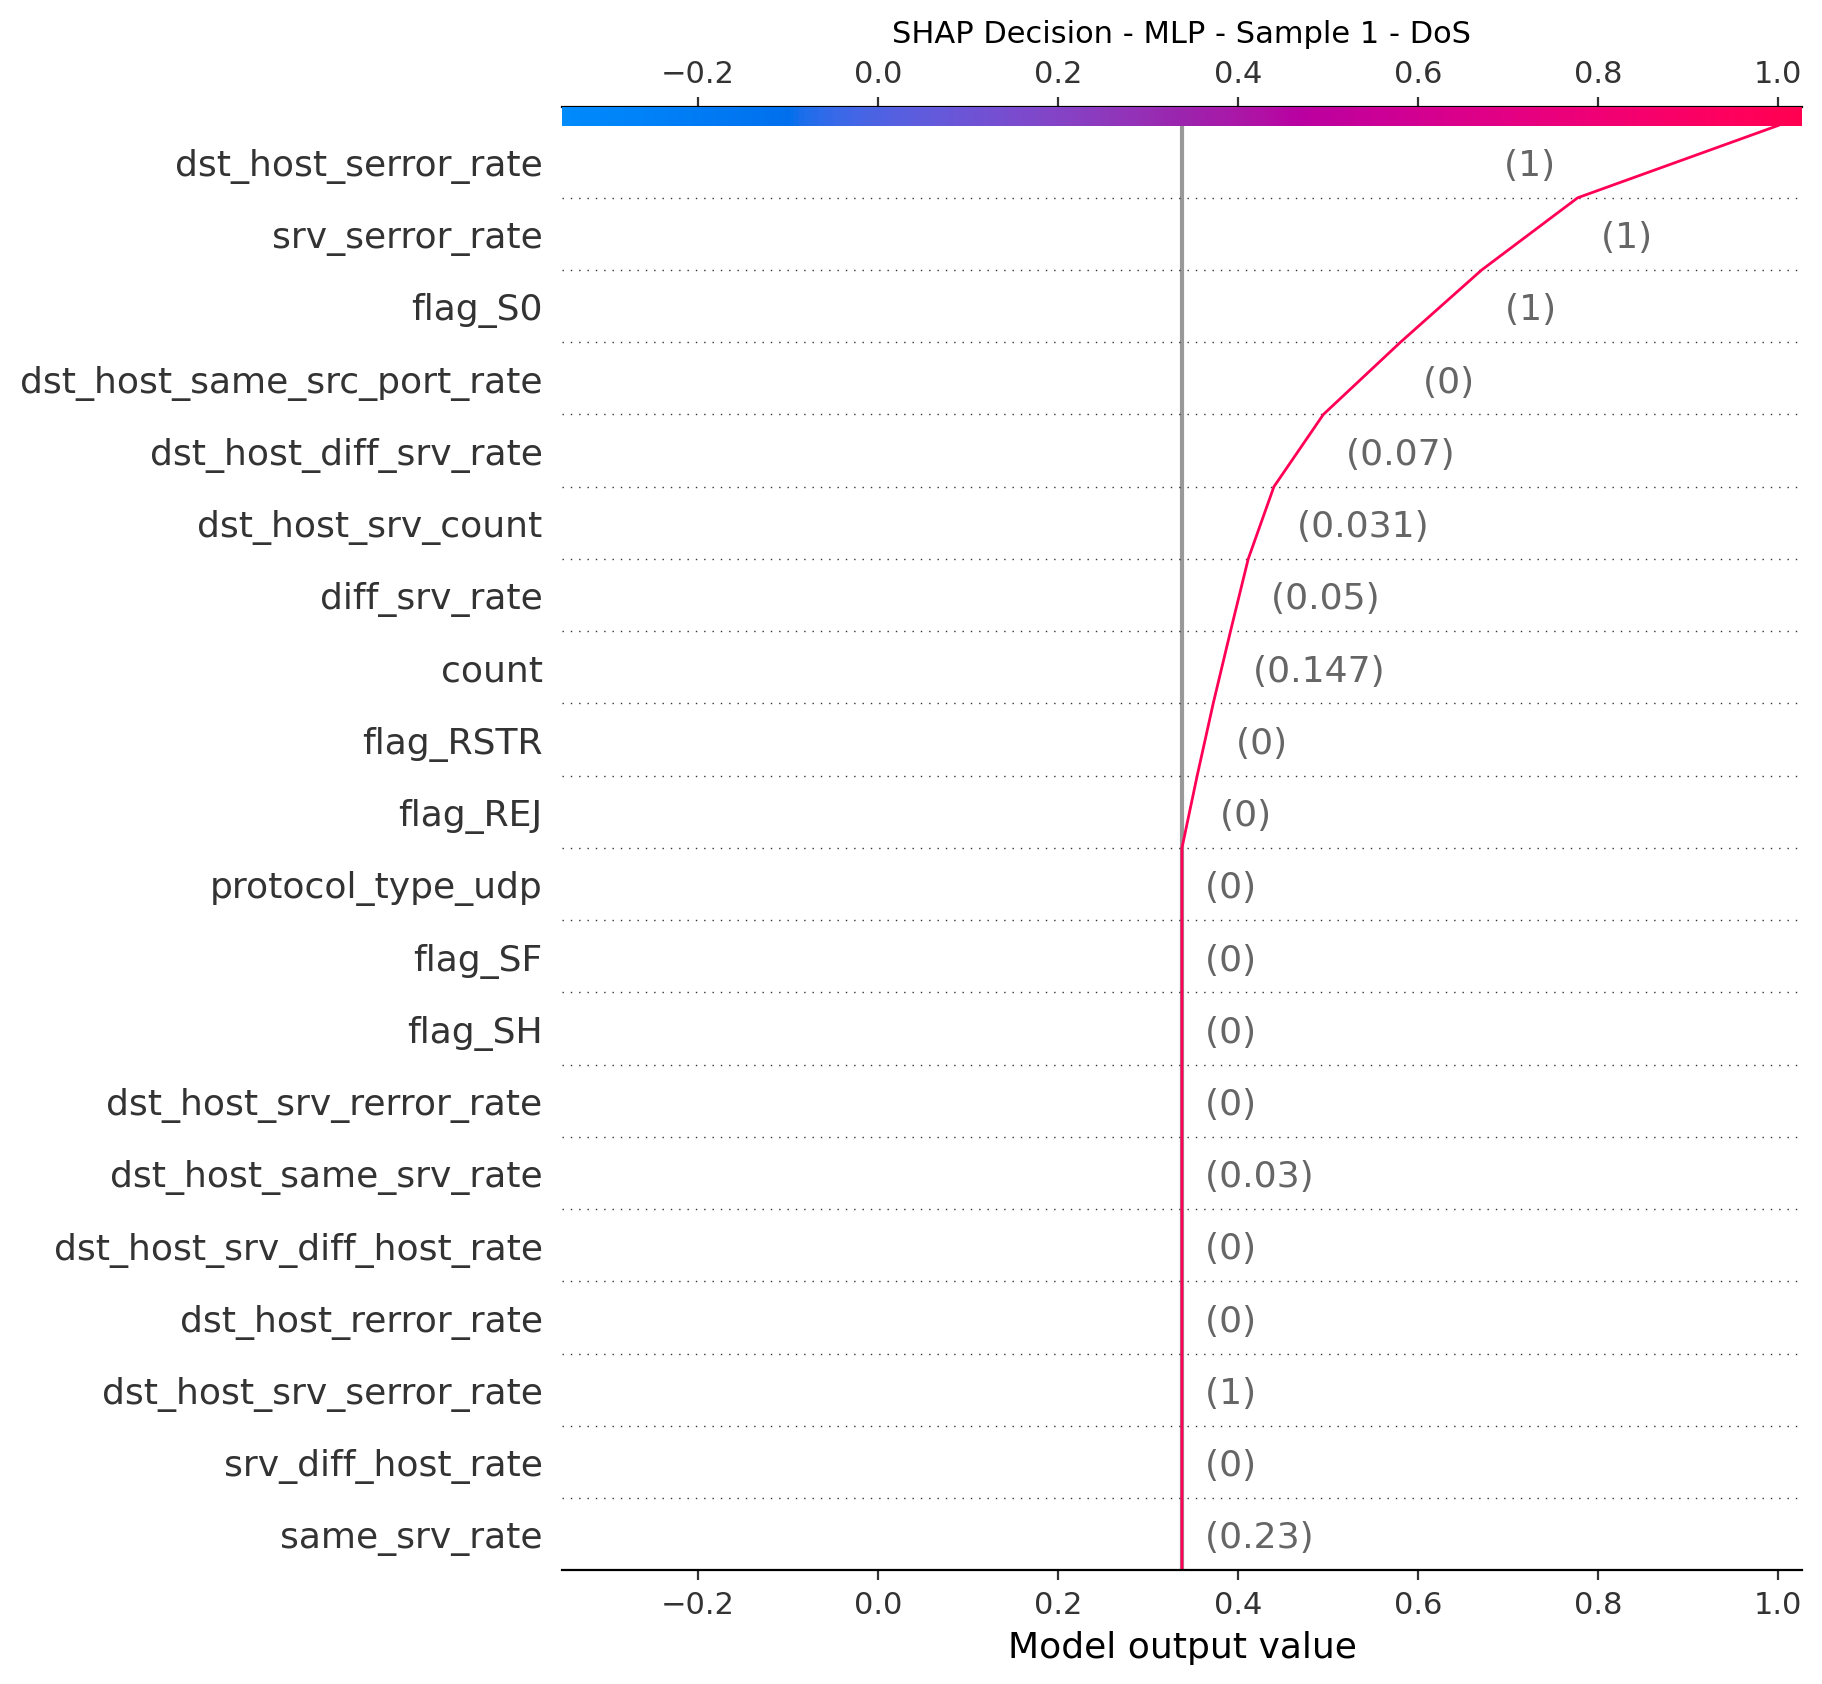 SHAP Decision - MLP - Sample 1 - DoS
−0.2 0.0 0.2 0.4 0.6 0.8 1.0
dst_host_serror_rate (1)
srv_serror_rate (1)
flag_S0 (1)
dst_host_same_src_port_rate (0)
dst_host_diff_srv_rate (0.07)
dst_host_srv_count (0.031)
diff_srv_rate (0.05)
count (0.147)
flag_RSTR (0)
flag_REJ (0)
protocol_type_udp (0)
flag_SF (0)
flag_SH (0)
dst_host_srv_rerror_rate (0)
dst_host_same_srv_rate (0.03)
dst_host_srv_diff_host_rate (0)
dst_host_rerror_rate (0)
dst_host_srv_serror_rate (1)
srv_diff_host_rate (0)
same_srv_rate (0.23)
−0.2 0.0 0.2 0.4 0.6 0.8 1.0
Model output value